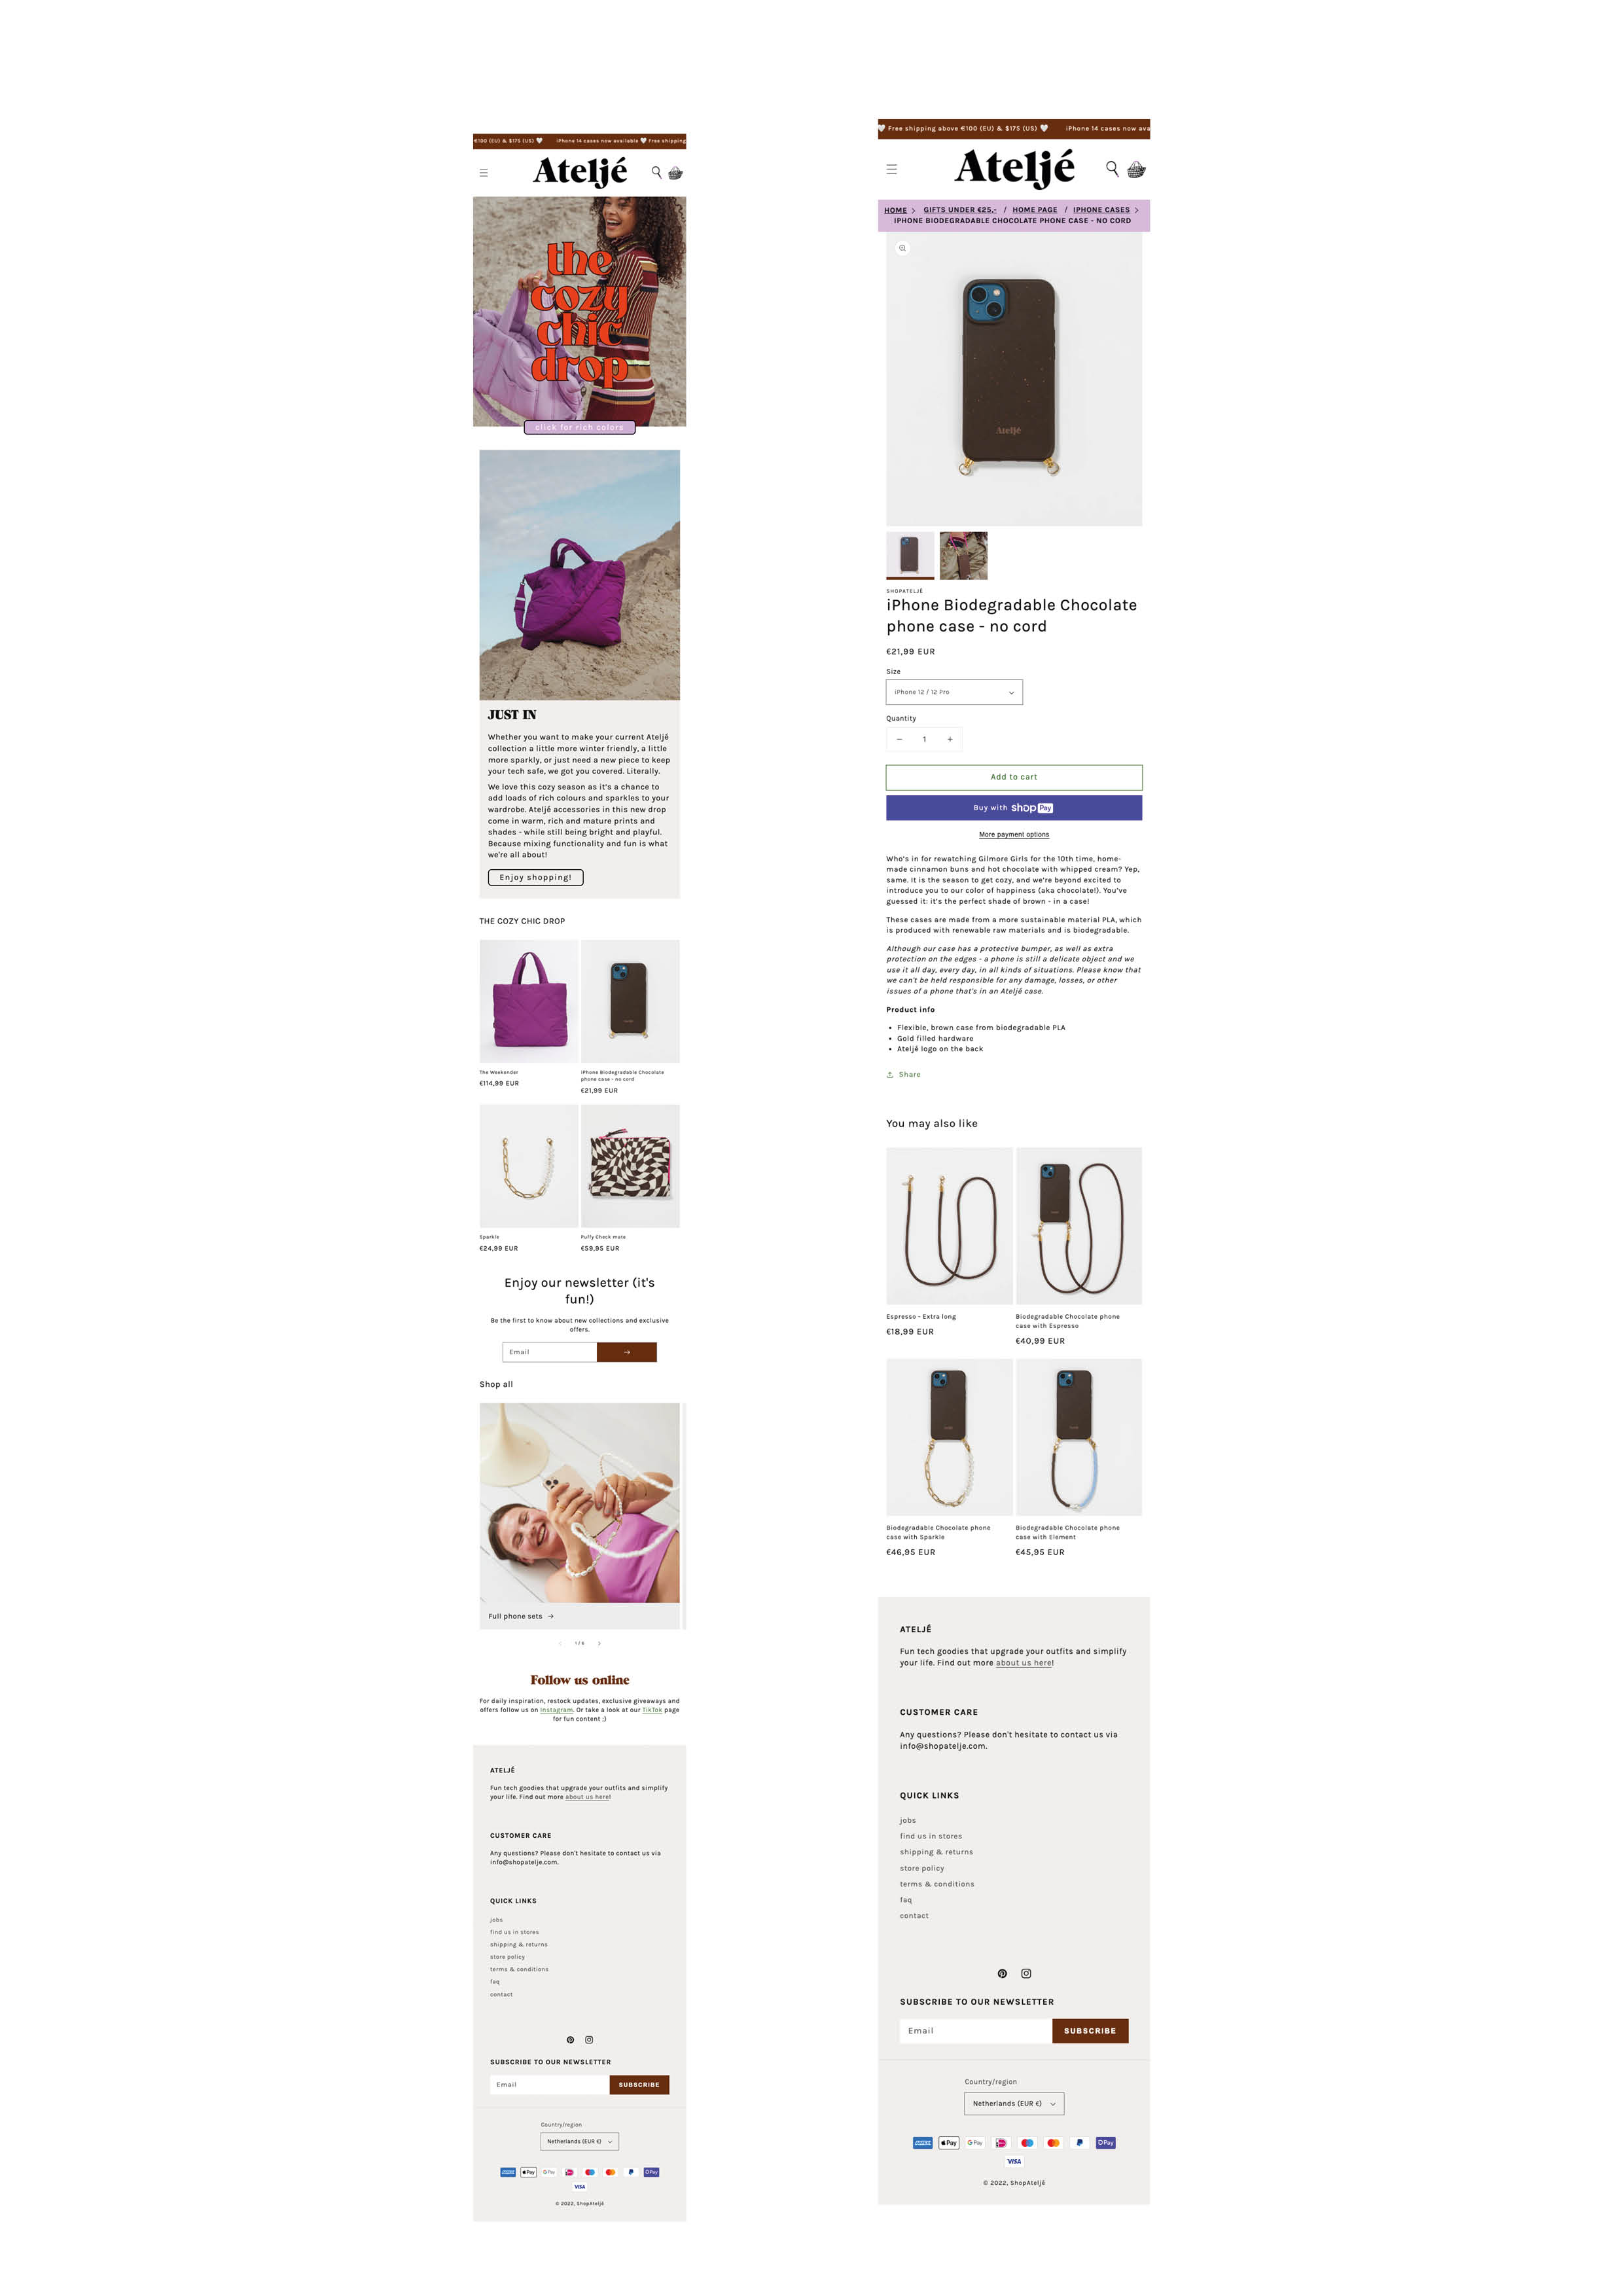 €100 (EU) & $175 (US) 🤍 iPhone 14 cases now available 🤍 Free shipping
Ateljé
the
cozy
chic
drop
click for rich colors
JUST IN
Whether you want to make your current Ateljé
collection a little more winter friendly, a little
more sparkly, or just need a new piece to keep
your tech safe, we got you covered. Literally.
We love this cozy season as it's a chance to
add loads of rich colours and sparkles to your
wardrobe. Ateljé accessories in this new drop
come in warm, rich and mature prints and
shades - while still being bright and playful.
Because mixing functionality and fun is what
we're all about!
Enjoy shopping!
THE COZY CHIC DROP
The Weekender
€114,99 EUR
iPhone Biodegradable Chocolate
phone case - no cord
€21,99 EUR
Sparkle
€24,99 EUR
Puffy Check mate
€59,95 EUR
Enjoy our newsletter (it's
fun!)
Be the first to know about new collections and exclusive
offers.
Email →
Shop all
Full phone sets →
1 / 6
Follow us online
For daily inspiration, restock updates, exclusive giveaways and
offers follow us on Instagram. Or take a look at our TikTok page
for fun content ;)
ATELJÉ
Fun tech goodies that upgrade your outfits and simplify
your life. Find out more about us here!
CUSTOMER CARE
Any questions? Please don't hesitate to contact us via
info@shopatelje.com.
QUICK LINKS
jobs
find us in stores
shipping & returns
store policy
terms & conditions
faq
contact
SUBSCRIBE TO OUR NEWSLETTER
Email SUBSCRIBE
Country/region
Netherlands (EUR €)
Pay G Pay PayPal OPay
VISA
© 2022, ShopAteljé
🤍 Free shipping above €100 (EU) & $175 (US) 🤍 iPhone 14 cases now ava
Ateljé
HOME > GIFTS UNDER €25,- / HOME PAGE / IPHONE CASES >
IPHONE BIODEGRADABLE CHOCOLATE PHONE CASE - NO CORD
Ateljé
SHOPATELJÉ
iPhone Biodegradable Chocolate
phone case - no cord
€21,99 EUR
Size
iPhone 12 / 12 Pro
Quantity
− 1 +
Add to cart
Buy with shop Pay
More payment options
Who's in for rewatching Gilmore Girls for the 10th time, home-
made cinnamon buns and hot chocolate with whipped cream? Yep,
same. It is the season to get cozy, and we're beyond excited to
introduce you to our color of happiness (aka chocolate!). You've
guessed it: it's the perfect shade of brown - in a case!
These cases are made from a more sustainable material PLA, which
is produced with renewable raw materials and is biodegradable.
Although our case has a protective bumper, as well as extra
protection on the edges - a phone is still a delicate object and we
use it all day, every day, in all kinds of situations. Please know that
we can't be held responsible for any damage, losses, or other
issues of a phone that's in an Ateljé case.
Product info
• Flexible, brown case from biodegradable PLA
• Gold filled hardware
• Ateljé logo on the back
Share
You may also like
Espresso - Extra long
€18,99 EUR
Biodegradable Chocolate phone
case with Espresso
€40,99 EUR
Biodegradable Chocolate phone
case with Sparkle
€46,95 EUR
Biodegradable Chocolate phone
case with Element
€45,95 EUR
ATELJÉ
Fun tech goodies that upgrade your outfits and simplify
your life. Find out more about us here!
CUSTOMER CARE
Any questions? Please don't hesitate to contact us via
info@shopatelje.com.
QUICK LINKS
jobs
find us in stores
shipping & returns
store policy
terms & conditions
faq
contact
SUBSCRIBE TO OUR NEWSLETTER
Email SUBSCRIBE
Country/region
Netherlands (EUR €)
Pay G Pay OPay
VISA
© 2022, ShopAteljé